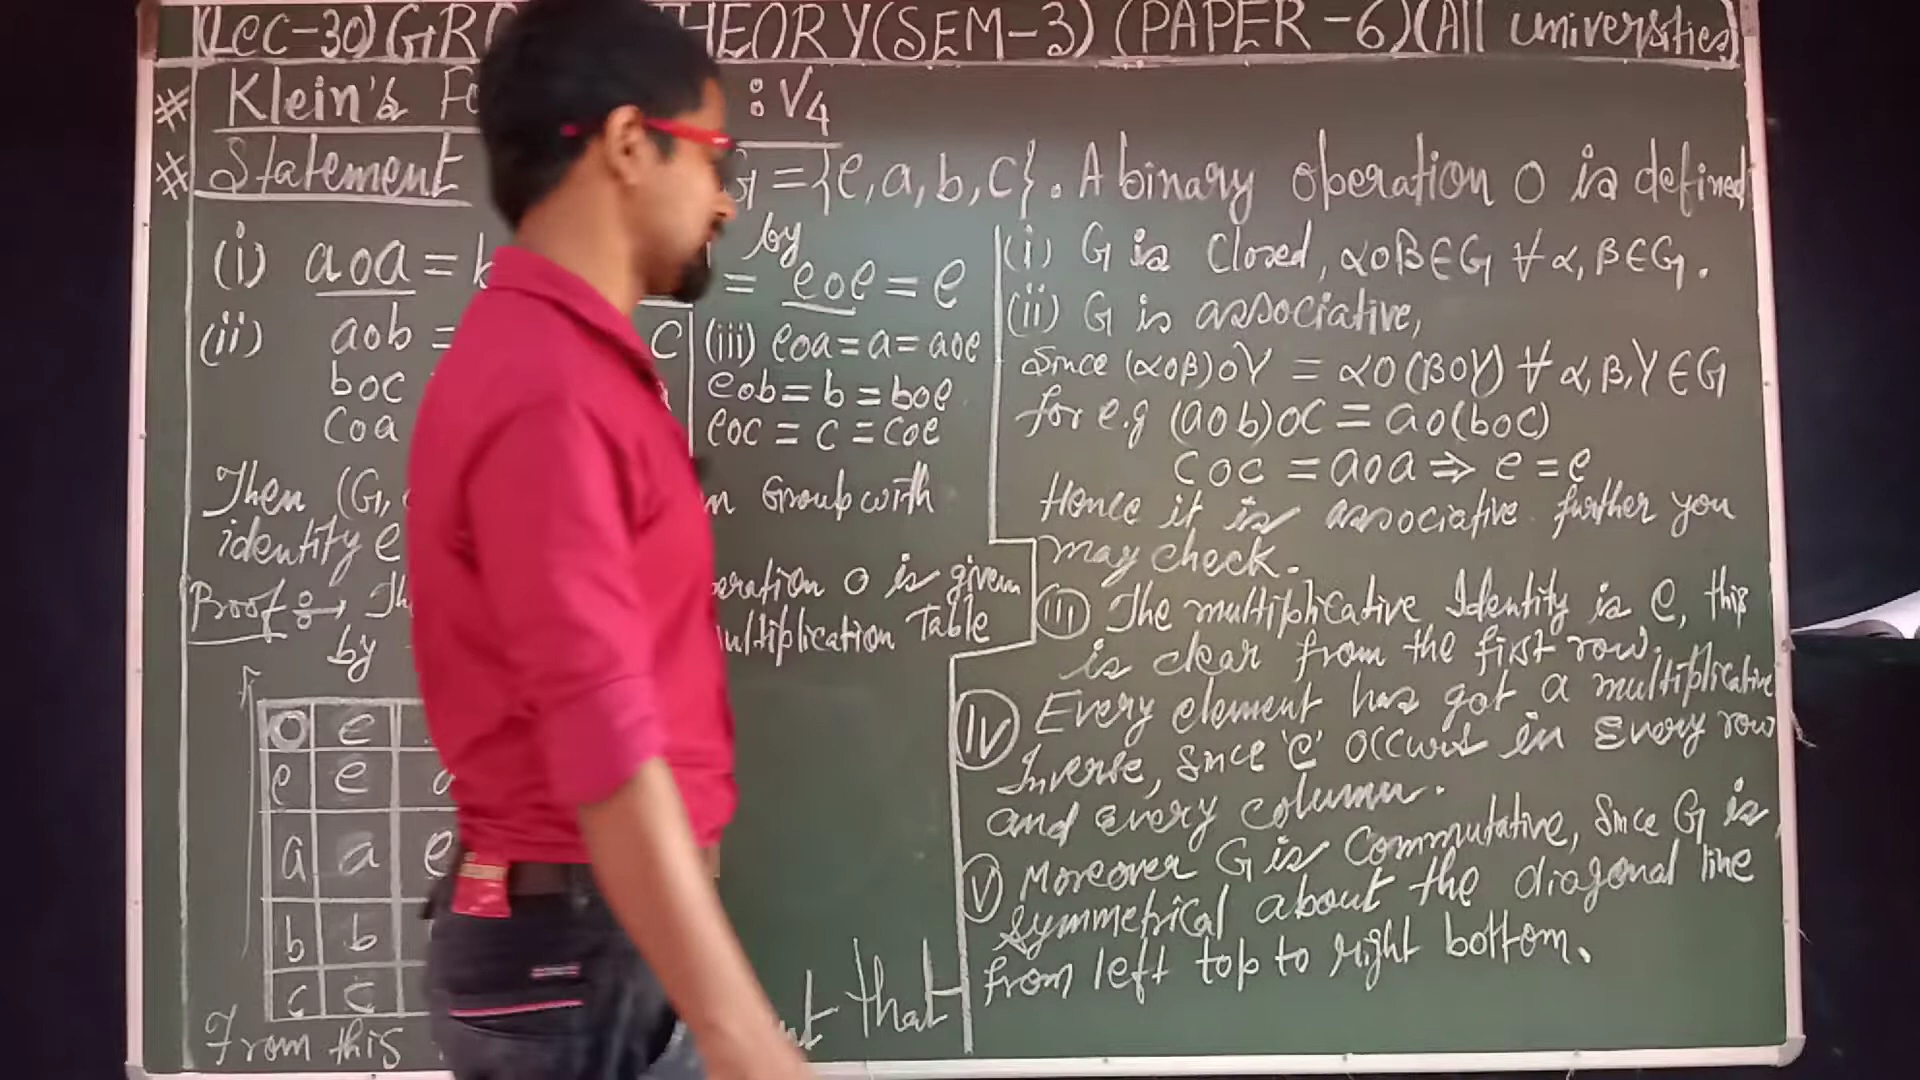 (Lec-30) GR THEORY (SEM-3) (PAPER-6) (All universities)
# Klein's Fo : V4
# Statement G = {e, a, b, c}. A binary operation o is defined
by
(i) aoa = b = eoe = e
(ii) aob = c
boc
coa
(iii) eoa = a = aoe
eob = b = boe
eoc = c = coe
Then (G, Group with
identity e
Proof :→ Th eration o is given
by ultiplication Table
o e
e e a
a a e
b b
c c
From this that
(i) G is Closed, αoβ∈G ∀ α, β∈G.
(ii) G is associative,
Since (αoβ)oγ = αo(βoγ) ∀ α, β, γ ∈ G
for e.g (aob)oc = ao(boc)
coc = aoa ⇒ e = e
Hence it is associative further you
may check.
(iii) The multiplicative Identity is e, this
is clear from the first row.
(iv) Every element has got a multiplicative
Inverse, since 'e' occurs in Every row
and every column.
(v) Moreover G is Commutative, Since G is
Symmetrical about the diagonal line
from left top to right bottom.